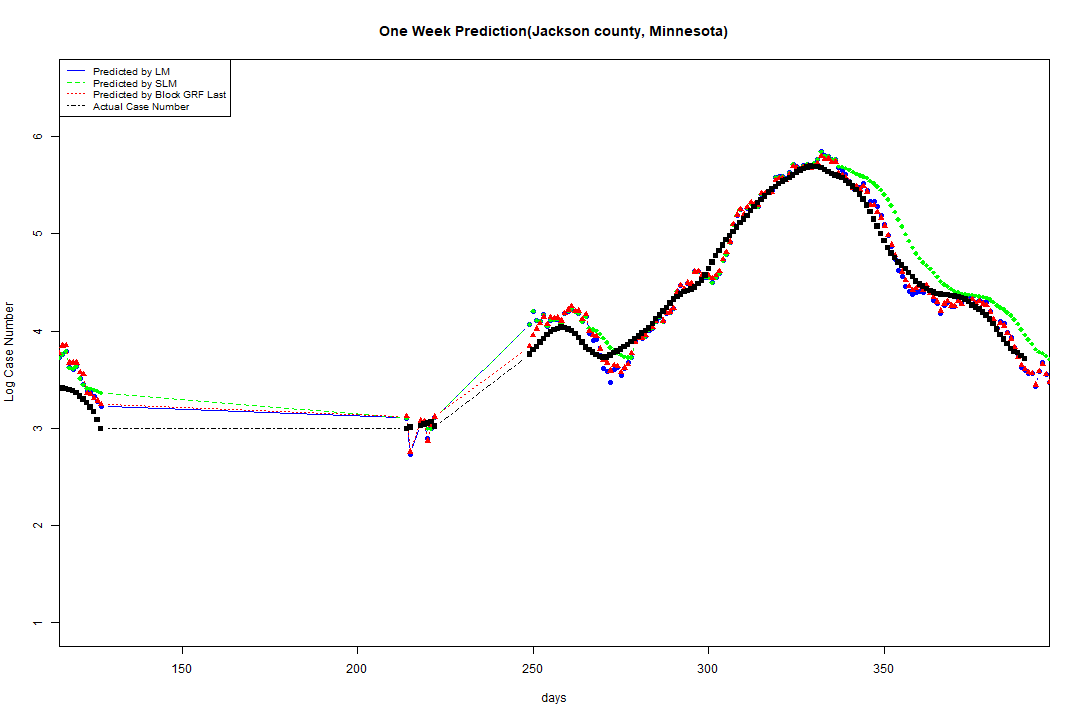 One Week Prediction(Jackson county, Minnesota)
Predicted by LM
Predicted by SLM
Predicted by Block GRF Last
Actual Case Number
6
5
4
3
2
1
Log Case Number
150 200 250 300 350
days